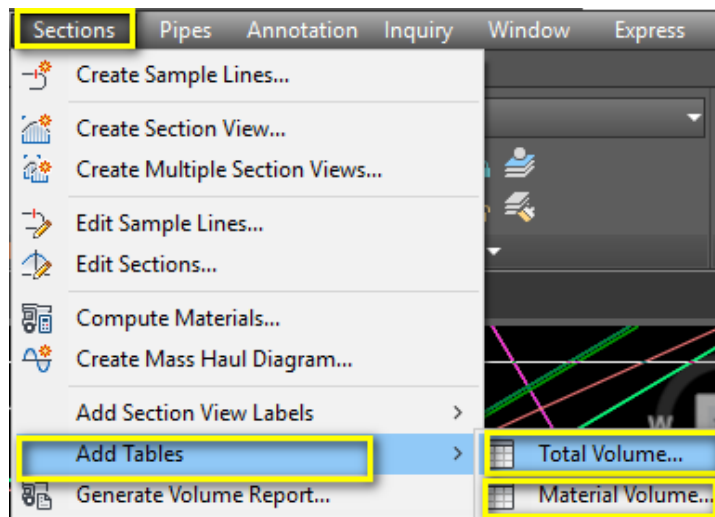 Sections Pipes Annotation Inquiry Window Express
Create Sample Lines...
Create Section View...
Create Multiple Section Views...
Edit Sample Lines...
Edit Sections...
Compute Materials...
Create Mass Haul Diagram...
Add Section View Labels >
W
Add Tables > Total Volume...
Generate Volume Report... Material Volume...